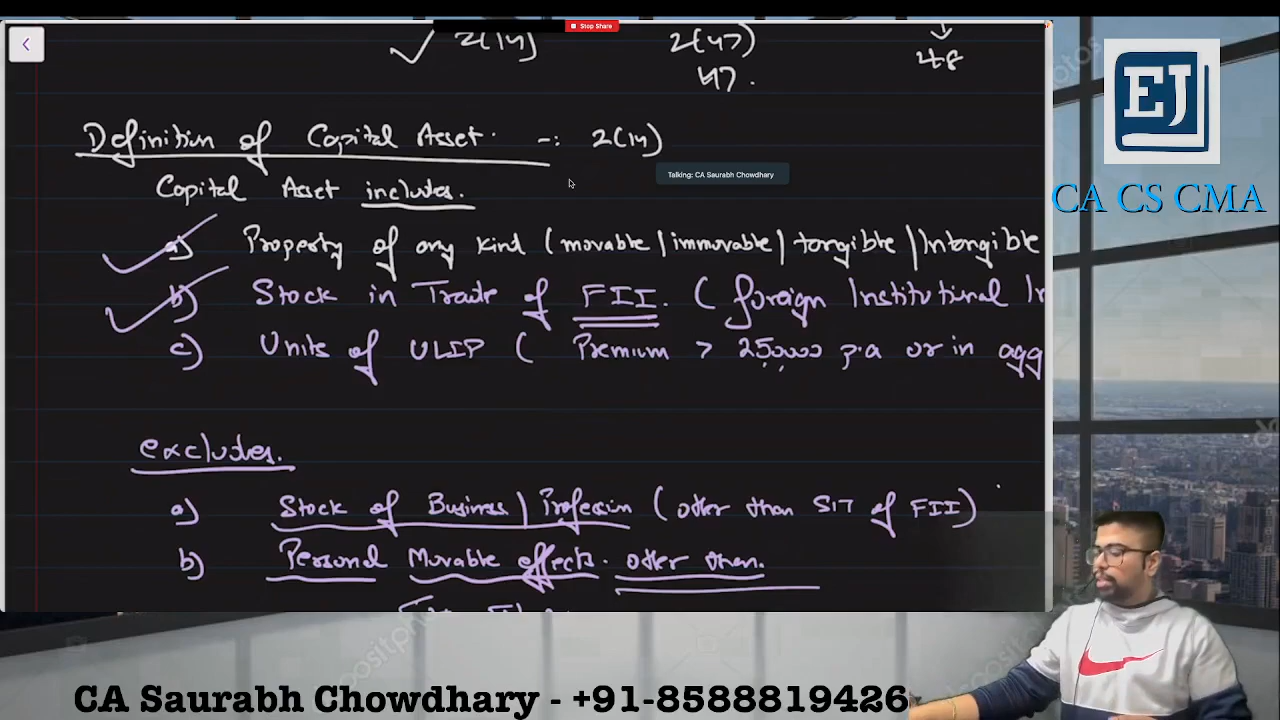 Stop Share
2(14) 2(47) 48
47.
EJ
Definition of Capital Asset. -: 2(14)
Talking: CA Saurabh Chowdhary
CA CS CMA
Capital Asset includes.
a) Property of any kind (movable/immovable/tangible/Intangible
b) Stock in Trade of FII. (foreign Institutional In
c) Units of ULIP ( Premium > 250000 p.a or in agg
excludes.
a) Stock of Business/Profession (other than SIT of FII)
b) Personal Movable effects. other than.
CA Saurabh Chowdhary - +91-8588819426